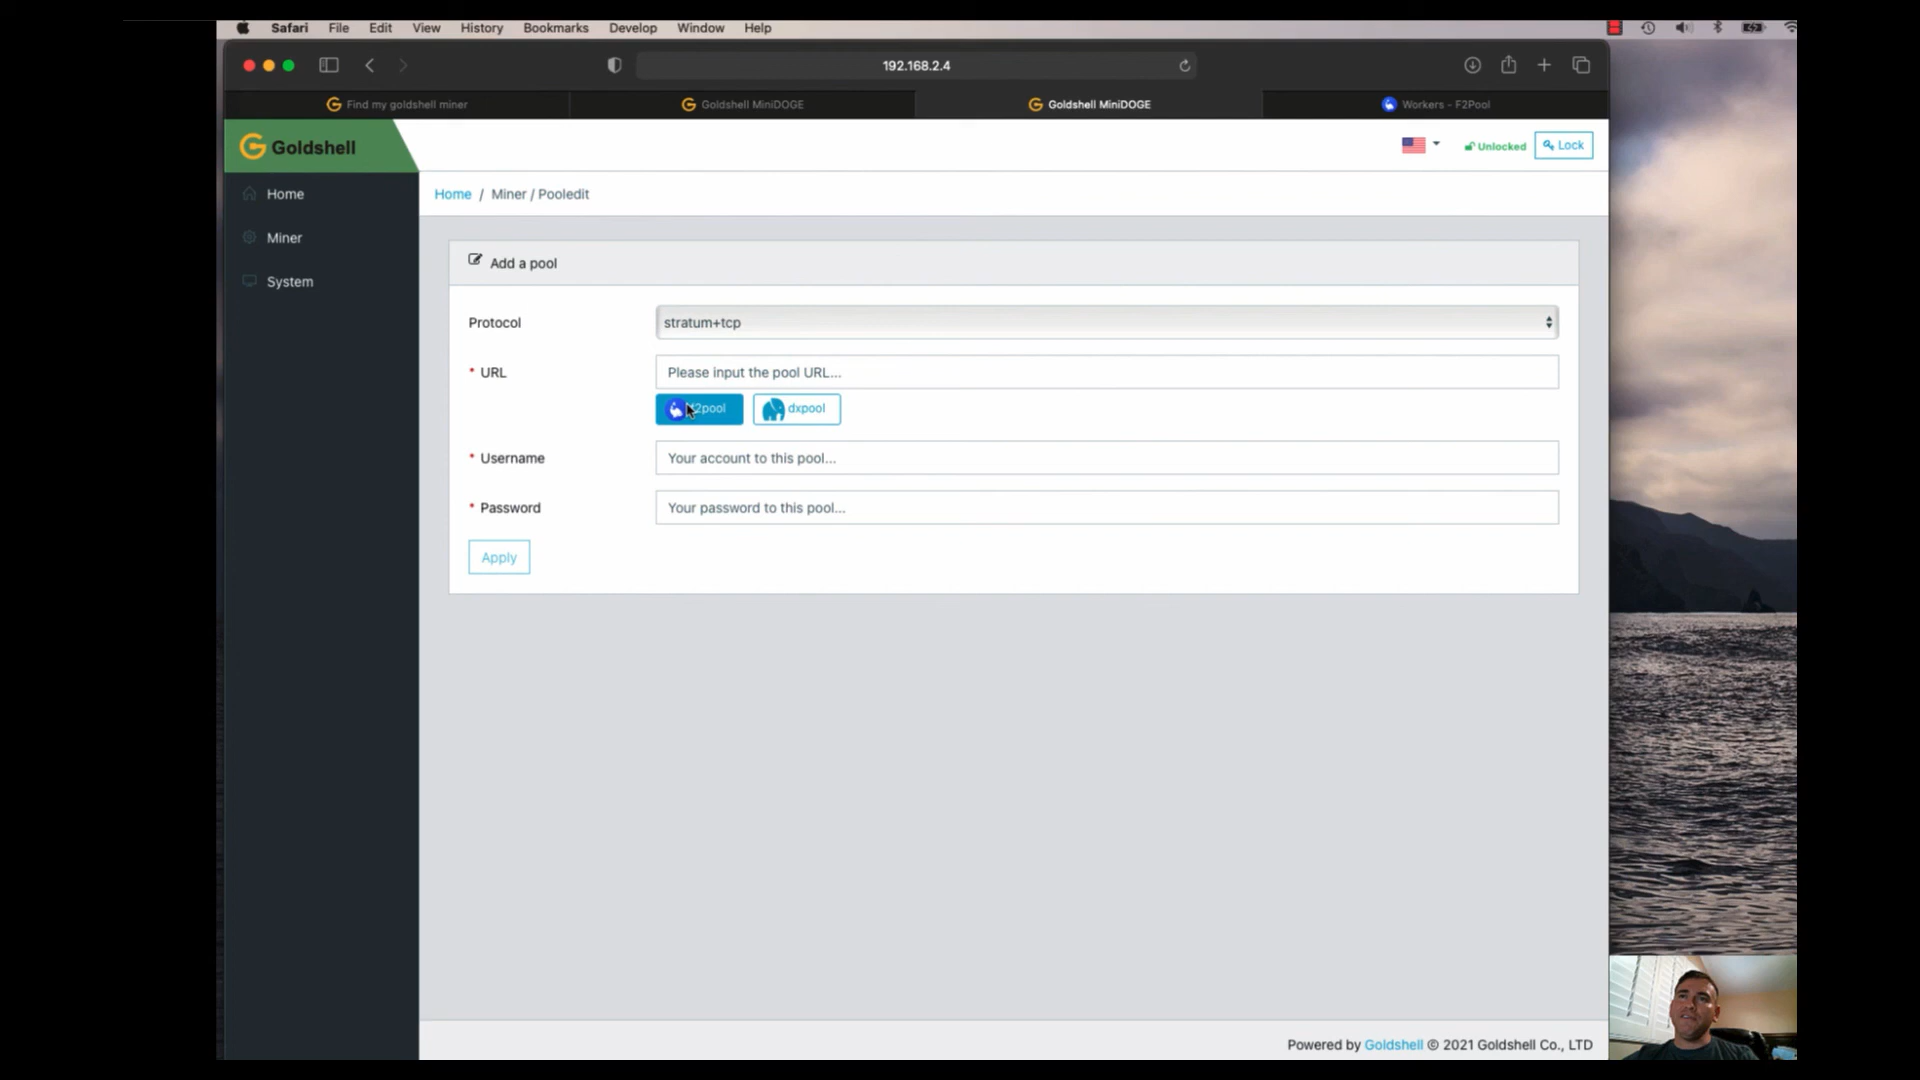 Safari File Edit View History Bookmarks Develop Window Help
192.168.2.4
Find my goldshell miner
Goldshell MiniDOGE
Goldshell MiniDOGE
Workers - F2Pool
Goldshell
Unlocked
Lock
Home
Miner
System
Home / Miner / Pooledit
Add a pool
Protocol
stratum+tcp
* URL
Please input the pool URL...
2pool
dxpool
* Username
Your account to this pool...
* Password
Your password to this pool...
Apply
Powered by Goldshell © 2021 Goldshell Co., LTD